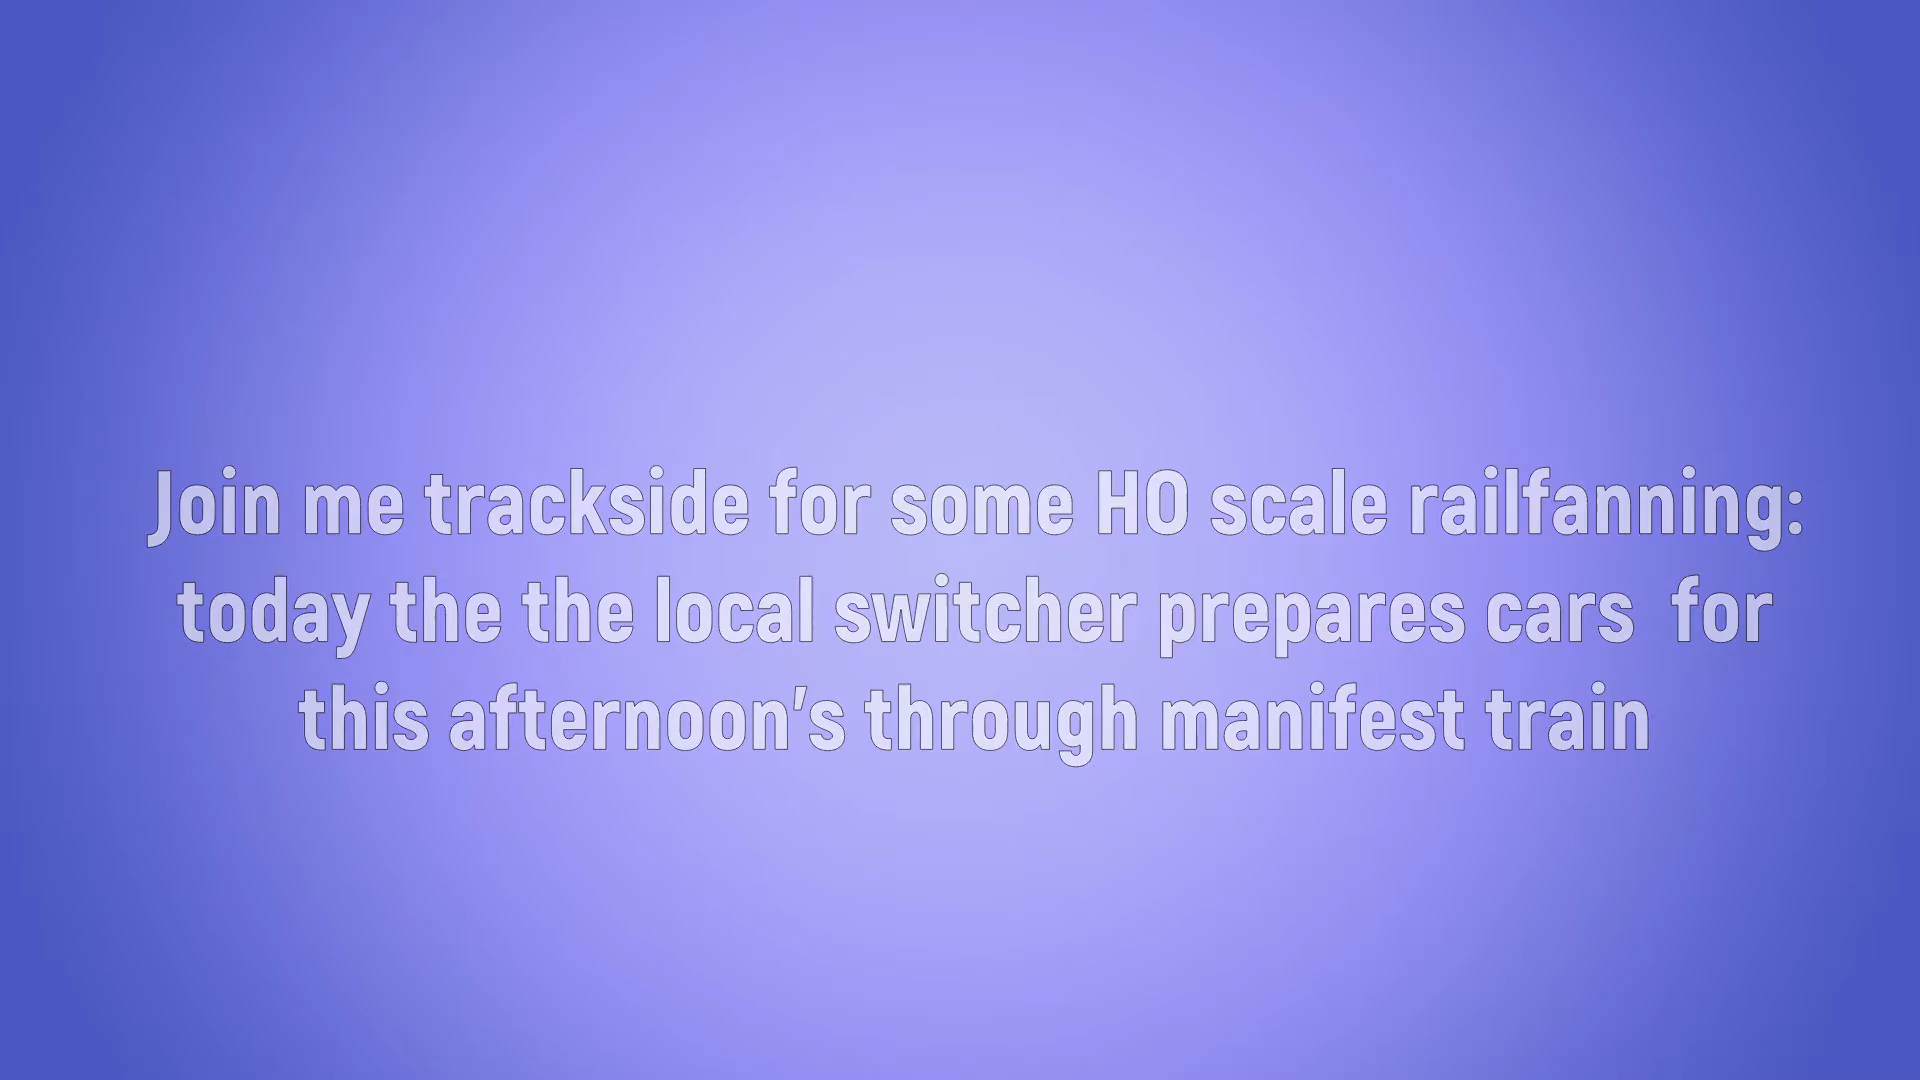 Join me trackside for some HO scale railfanning:
today the the local switcher prepares cars  for
this afternoon's through manifest train